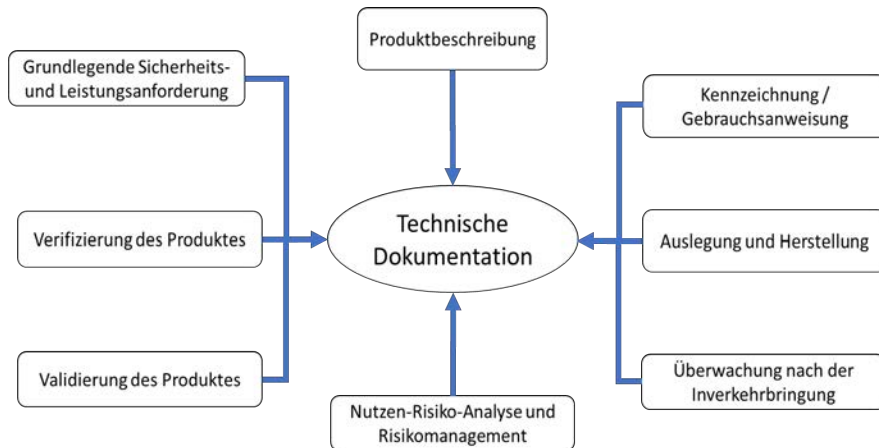 Produktbeschreibung
Grundlegende Sicherheits-
und Leistungsanforderung
Kennzeichnung /
Gebrauchsanweisung
Verifizierung des Produktes
Technische
Dokumentation
Auslegung und Herstellung
Validierung des Produktes
Nutzen-Risiko-Analyse und
Risikomanagement
Überwachung nach der
Inverkehrbringung